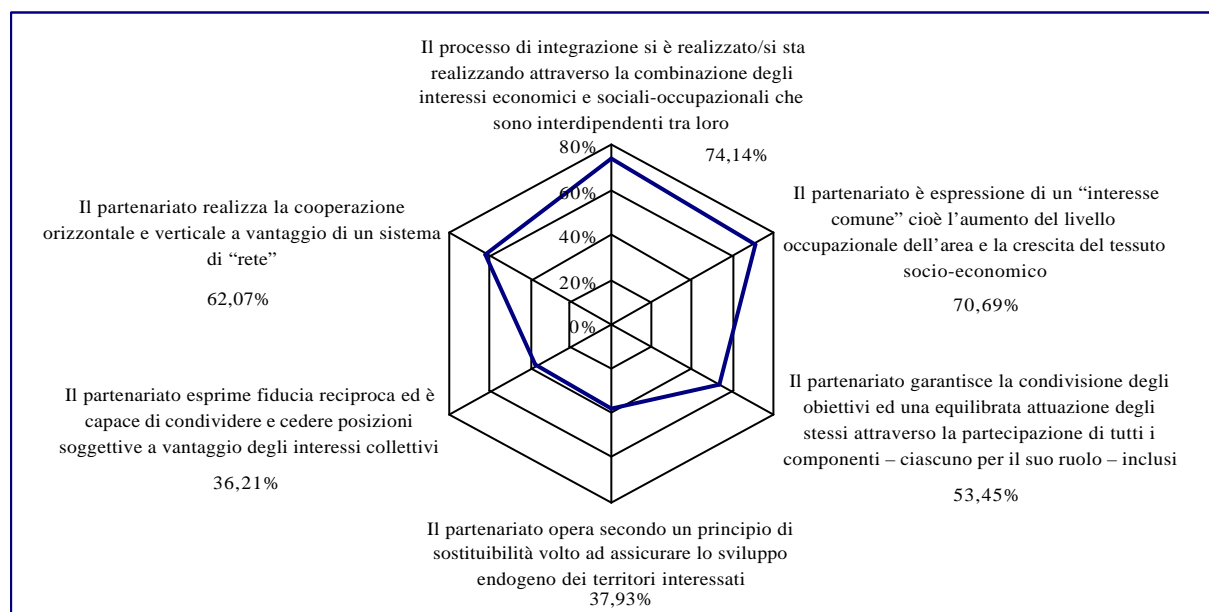 Il processo di integrazione si è realizzato/si sta
realizzando attraverso la combinazione degli
interessi economici e sociali-occupazionali che
sono interdipendenti tra loro
74,14%
80%
60%
40%
20%
0%
Il partenariato è espressione di un “interesse
comune” cioè l’aumento del livello
occupazionale dell’area e la crescita del tessuto
socio-economico
70,69%
Il partenariato garantisce la condivisione degli
obiettivi ed una equilibrata attuazione degli
stessi attraverso la partecipazione di tutti i
componenti – ciascuno per il suo ruolo – inclusi
53,45%
Il partenariato opera secondo un principio di
sostituibilità volto ad assicurare lo sviluppo
endogeno dei territori interessati
37,93%
Il partenariato esprime fiducia reciproca ed è
capace di condividere e cedere posizioni
soggettive a vantaggio degli interessi collettivi
36,21%
Il partenariato realizza la cooperazione
orizzontale e verticale a vantaggio di un sistema
di “rete”
62,07%